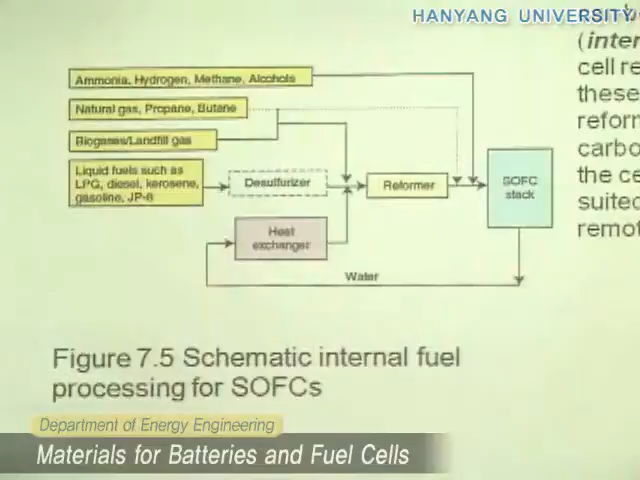 HANYANG UNIVERSITY
(inter
Ammonia, Hydrogen, Methane, Alcohols
cell re
Natural gas, Propane, Butane
these
Biogases/Landfill gas
reform
Liquid fuels such as
LPG, diesel, kerosene,
gasoline, JP-8
Desulfurizer
Reformer
SOFC
stack
carbo
the ce
suited
remot
Heat
exchanger
Water
Figure 7.5 Schematic internal fuel
processing for SOFCs
Department of Energy Engineering
Materials for Batteries and Fuel Cells